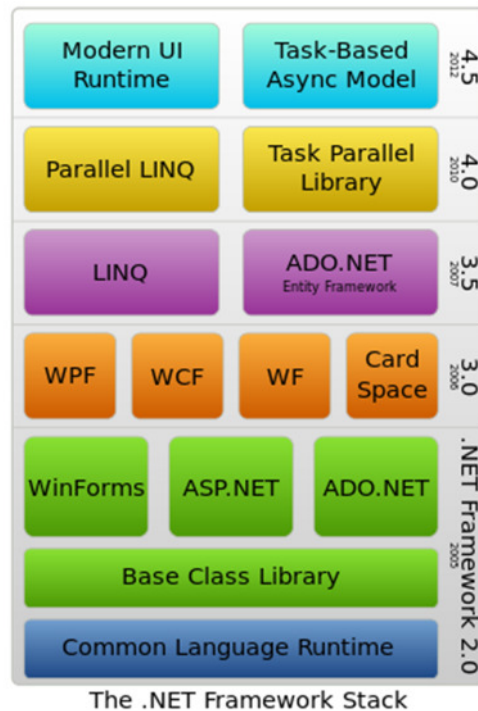 Modern UI
Runtime
Task-Based
Async Model
4.5
2012
Parallel LINQ
Task Parallel
Library
4.0
2010
LINQ
ADO.NET
Entity Framework
3.5
2007
WPF
WCF
WF
Card
Space
3.0
2006
WinForms
ASP.NET
ADO.NET
.NET Framework 2.0
2005
Base Class Library
Common Language Runtime
The .NET Framework Stack